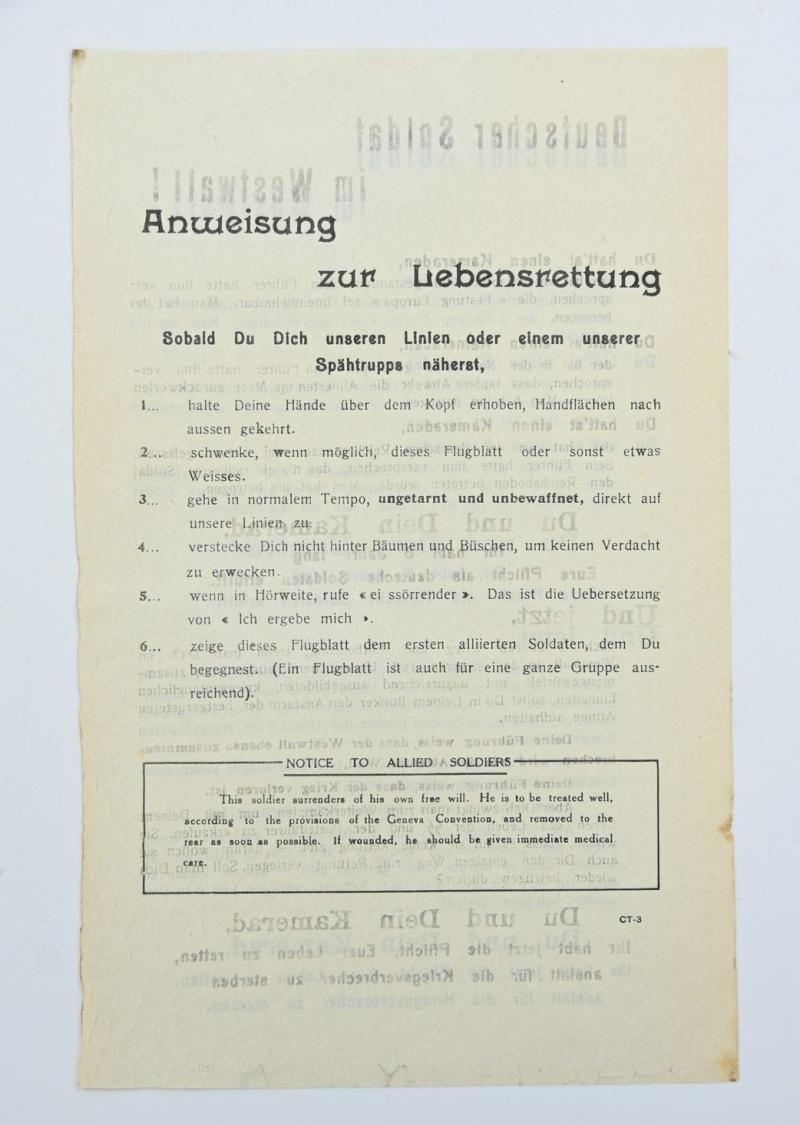 Anweisung
zur Lebensrettung
Sobald Du Dich unseren Linien oder einem unserer
Spähtrupps näherst,
1... halte Deine Hände über dem Kopf erhoben, Handflächen nach
aussen gekehrt.
2... schwenke, wenn möglich, dieses Flugblatt oder sonst etwas
Weisses.
3... gehe in normalem Tempo, ungetarnt und unbewaffnet, direkt auf
unsere Linien zu.
4... verstecke Dich nicht hinter Bäumen und Büschen, um keinen Verdacht
zu erwecken.
5... wenn in Hörweite, rufe « ei ssörrender ». Das ist die Uebersetzung
von « Ich ergebe mich ».
6... zeige dieses Flugblatt dem ersten alliierten Soldaten, dem Du
begegnest. (Ein Flugblatt ist auch für eine ganze Gruppe aus-
reichend).
NOTICE TO ALLIED SOLDIERS
This soldier surrenders of his own free will. He is to be treated well,
according to the provisions of the Geneva Convention, and removed to the
rear as soon as possible. If wounded, he should be given immediate medical
care.
CT-3